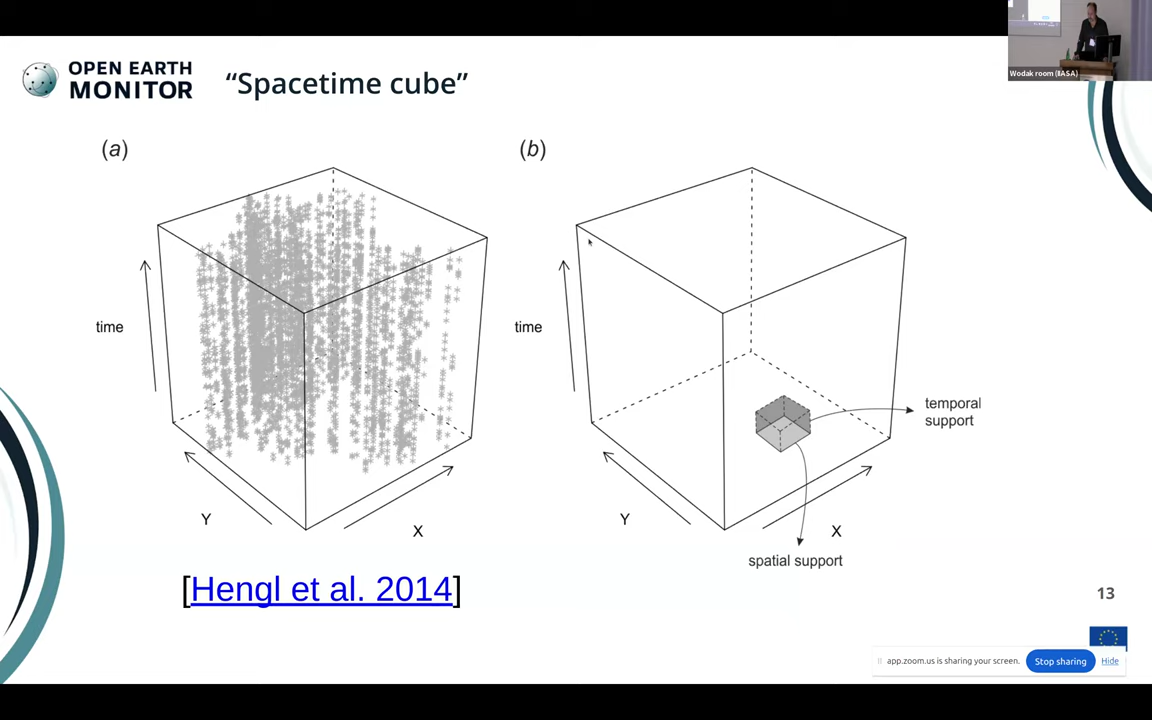 Wodak room (IIASA)
OPEN EARTH
MONITOR
“Spacetime cube”
(a)
time
Y
X
(b)
time
Y
X
temporal
support
spatial support
[Hengl et al. 2014]
13
app.zoom.us is sharing your screen.
Stop sharing
Hide